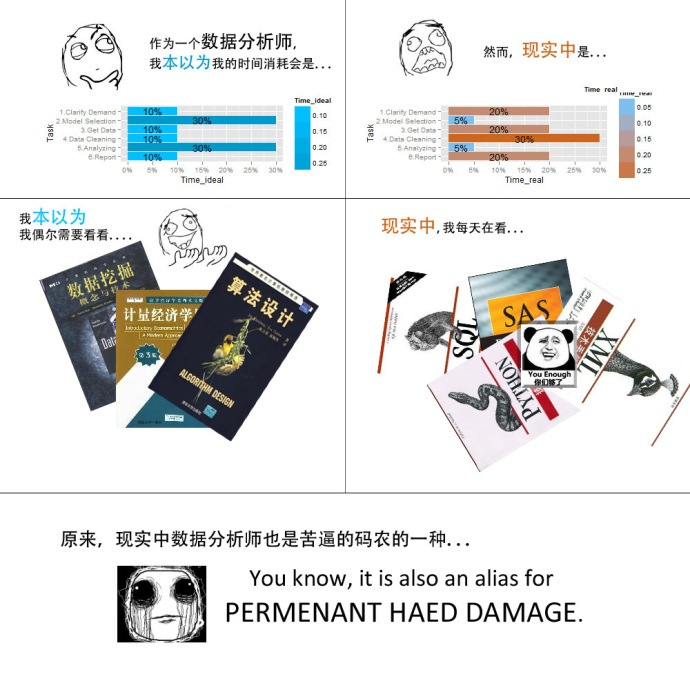 作为一个数据分析师，
我本以为我的时间消耗会是...
Time_ideal
1.Clarify Demand
10%
2.Model Selection
30%
3.Get Data
10%
4.Data Cleaning
10%
5.Analyzing
30%
6.Report
10%
Task
0% 5% 10% 15% 20% 25% 30%
Time_ideal
0.10
0.15
0.20
0.25
然而，现实中是...
Time_real
Time_real
1.Clarify Demand
20%
2.Model Selection
5%
3.Get Data
20%
4.Data Cleaning
30%
5.Analyzing
5%
6.Report
20%
Task
0% 5% 10% 15% 20% 25% 30%
Time_real
0.05
0.10
0.15
0.20
0.25
我本以为
我偶尔需要看看....
数据挖掘
概念与技术
Data
计量经济学
Introductory Econometrics
A Modern Approach
第3版
算法设计
ALGORITHM DESIGN
现实中，我每天在看...
SQL
SAS
XML
PYTHON
You Enough
你们够了
原来，现实中数据分析师也是苦逼的码农的一种...
You know, it is also an alias for
PERMENANT HAED DAMAGE.